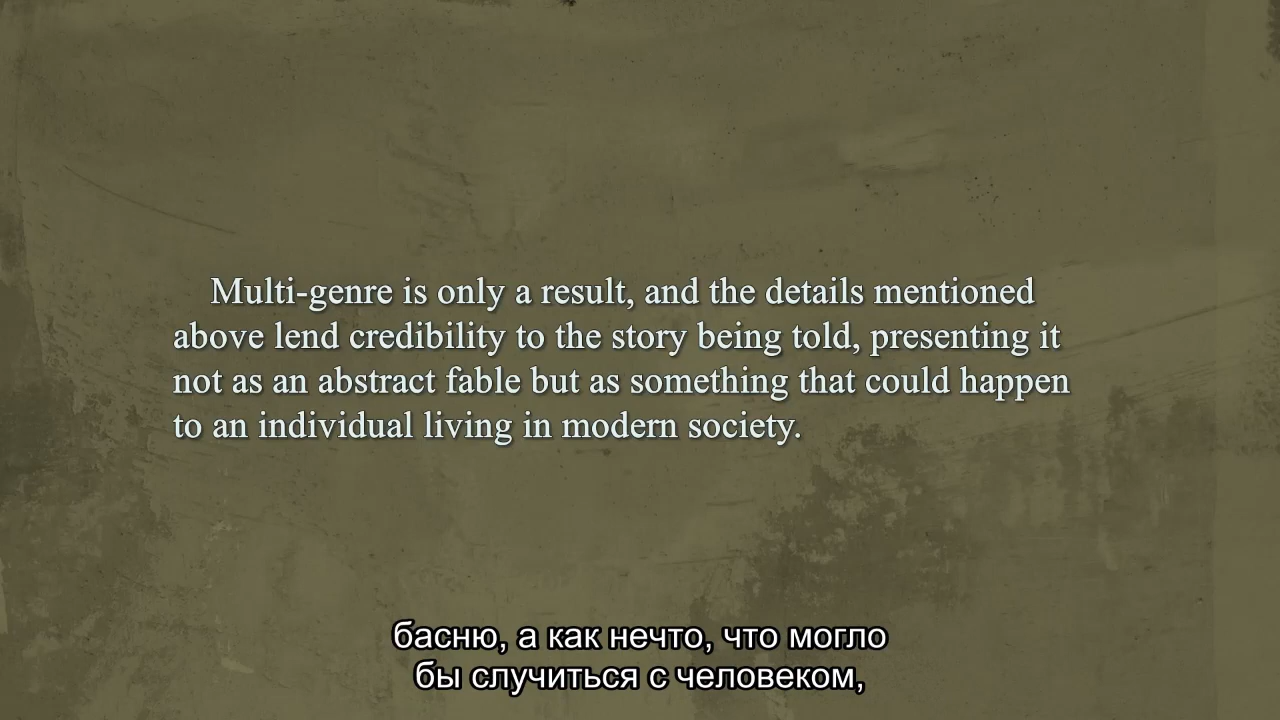 Multi-genre is only a result, and the details mentioned
above lend credibility to the story being told, presenting it
not as an abstract fable but as something that could happen
to an individual living in modern society.
басню, а как нечто, что могло
бы случиться с человеком,